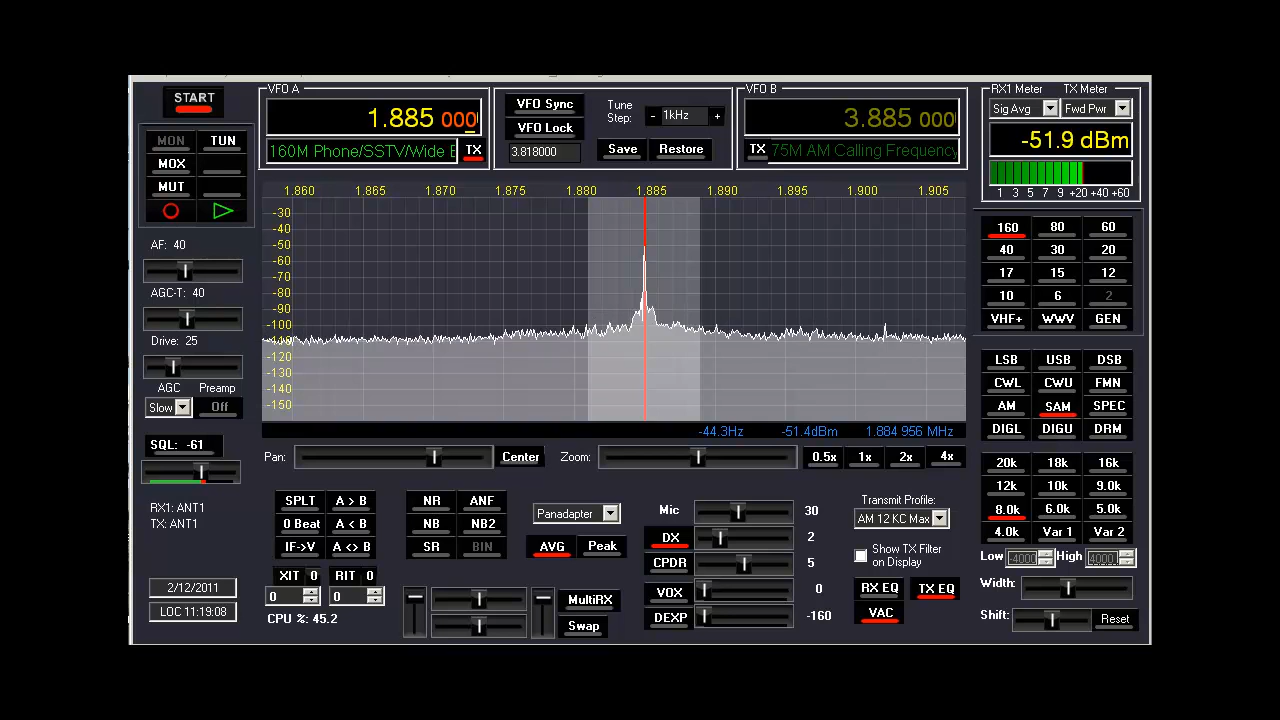 START
MON TUN
MOX
MUT
VFO A
1.885 000
160M Phone/SSTV/Wide B
TX
VFO Sync
VFO Lock
3.818000
Tune
Step:
- 1kHz +
Save Restore
VFO B
3.885 000
TX 75M AM Calling Frequency
RX1 Meter TX Meter
Sig Avg Fwd Pwr
-51.9 dBm
1 3 5 7 9 +20 +40 +60
AF: 40
AGC-T: 40
Drive: 25
AGC Preamp
Slow Off
SQL: -61
RX1: ANT1
TX: ANT1
2/12/2011
LOC 11:19:08
1.860 1.865 1.870 1.875 1.880 1.885 1.890 1.895 1.900 1.905
-30
-40
-50
-60
-70
-80
-90
-100
-110
-120
-130
-140
-150
-44.3Hz -51.4dBm 1.884 956 MHz
Pan: Center Zoom: 0.5x 1x 2x 4x
SPLT A > B
0 Beat A < B
IF->V A <> B
XIT 0 RIT 0
0 0
CPU %: 45.2
NR ANF
NB NB2
SR BIN
Panadapter
AVG Peak
MultiRX
Swap
Mic 30
DX 2
CPDR 5
VOX 0
DEXP -160
Transmit Profile:
AM 12 KC Max
Show TX Filter
on Display
RX EQ TX EQ
VAC
160 80 60
40 30 20
17 15 12
10 6 2
VHF+ WWV GEN
LSB USB DSB
CWL CWU FMN
AM SAM SPEC
DIGL DIGU DRM
20k 18k 16k
12k 10k 9.0k
8.0k 6.0k 5.0k
4.0k Var 1 Var 2
Low -4000 High 4000
Width:
Shift: Reset